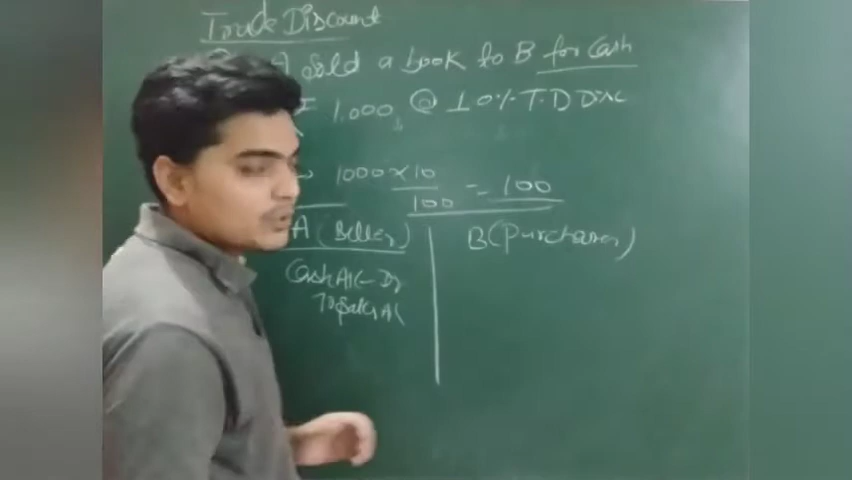 Trade Discount
A Sold a book to B for Cash
1.000 @ 10% T.D Disc
1000 × 10
100 = 100
A (Seller)
B (Purchaser)
Cash A/c - Dr
To Sales A/c